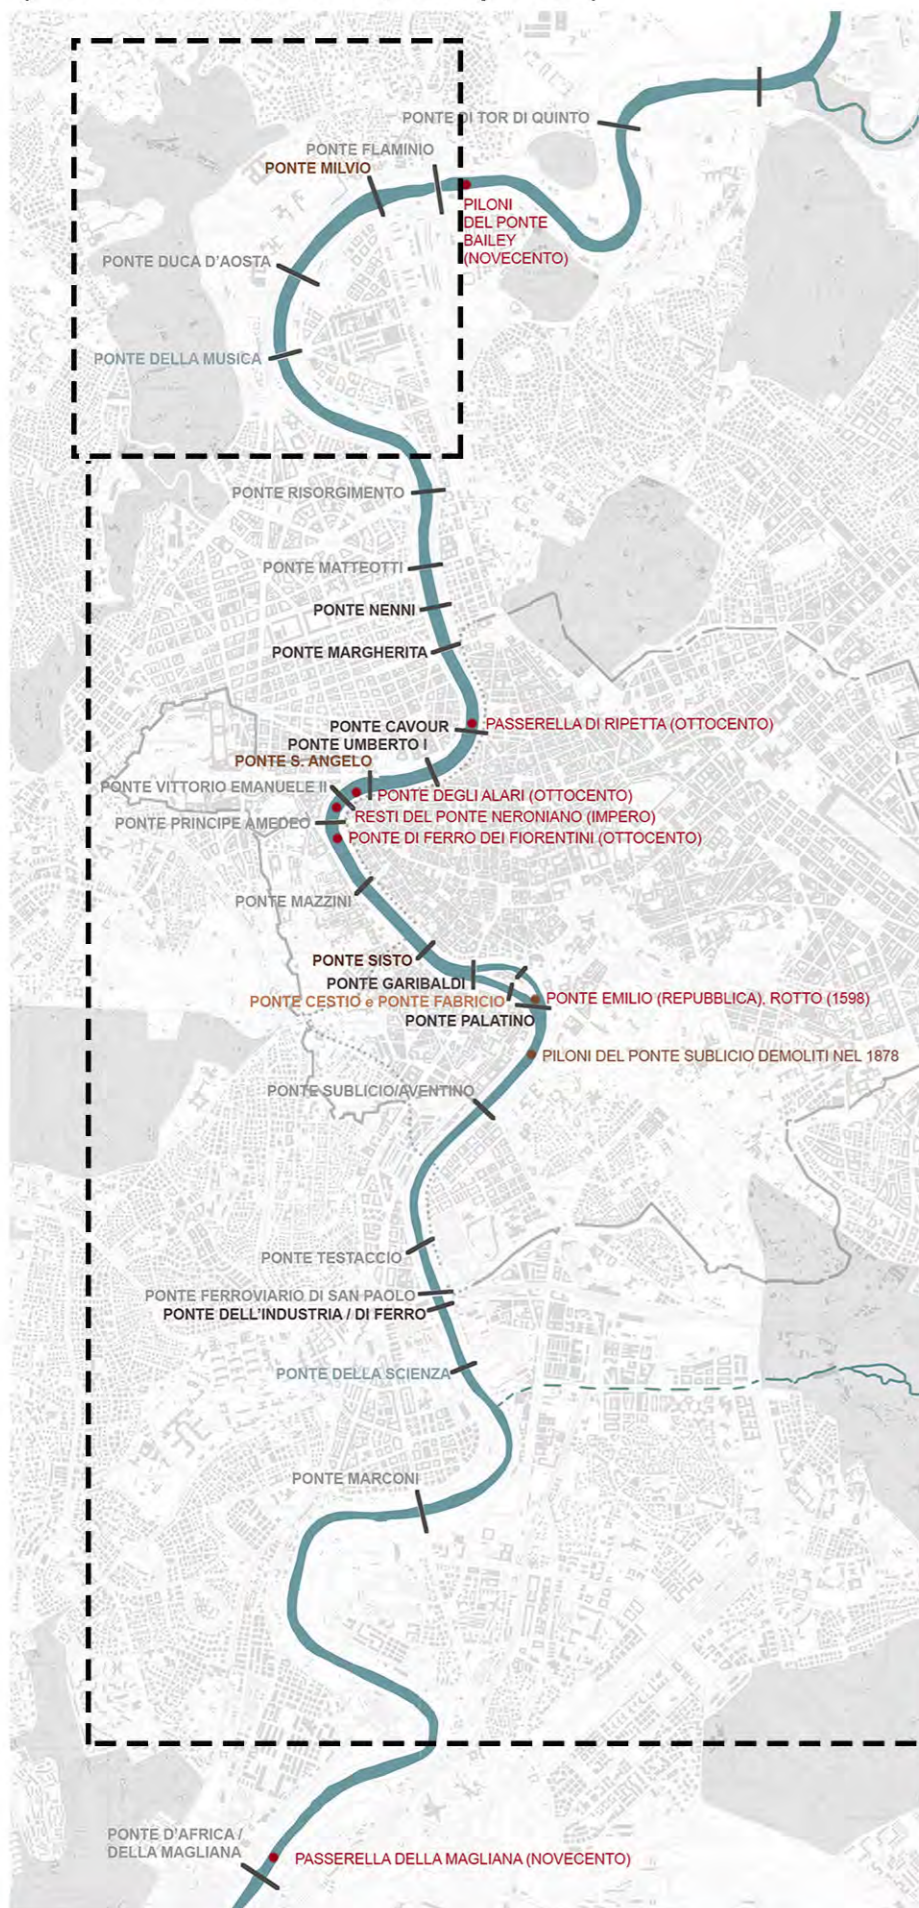 PONTE DI TOR DI QUINTO
PONTE FLAMINIO
PONTE MILVIO
PILONI
DEL PONTE
BAILEY
(NOVECENTO)
PONTE DUCA D'AOSTA
PONTE DELLA MUSICA
PONTE RISORGIMENTO
PONTE MATTEOTTI
PONTE NENNI
PONTE MARGHERITA
PONTE CAVOUR
PASSERELLA DI RIPETTA (OTTOCENTO)
PONTE UMBERTO I
PONTE S. ANGELO
PONTE VITTORIO EMANUELE II
PONTE DEGLI ALARI (OTTOCENTO)
RESTI DEL PONTE NERONIANO (IMPERO)
PONTE PRINCIPE AMEDEO
PONTE DI FERRO DEI FIORENTINI (OTTOCENTO)
PONTE MAZZINI
PONTE SISTO
PONTE GARIBALDI
PONTE CESTIO e PONTE FABRICIO
PONTE EMILIO (REPUBBLICA), ROTTO (1598)
PONTE PALATINO
PILONI DEL PONTE SUBLICIO DEMOLITI NEL 1878
PONTE SUBLICIO/AVENTINO
PONTE TESTACCIO
PONTE FERROVIARIO DI SAN PAOLO
PONTE DELL'INDUSTRIA / DI FERRO
PONTE DELLA SCIENZA
PONTE MARCONI
PONTE D'AFRICA /
DELLA MAGLIANA
PASSERELLA DELLA MAGLIANA (NOVECENTO)